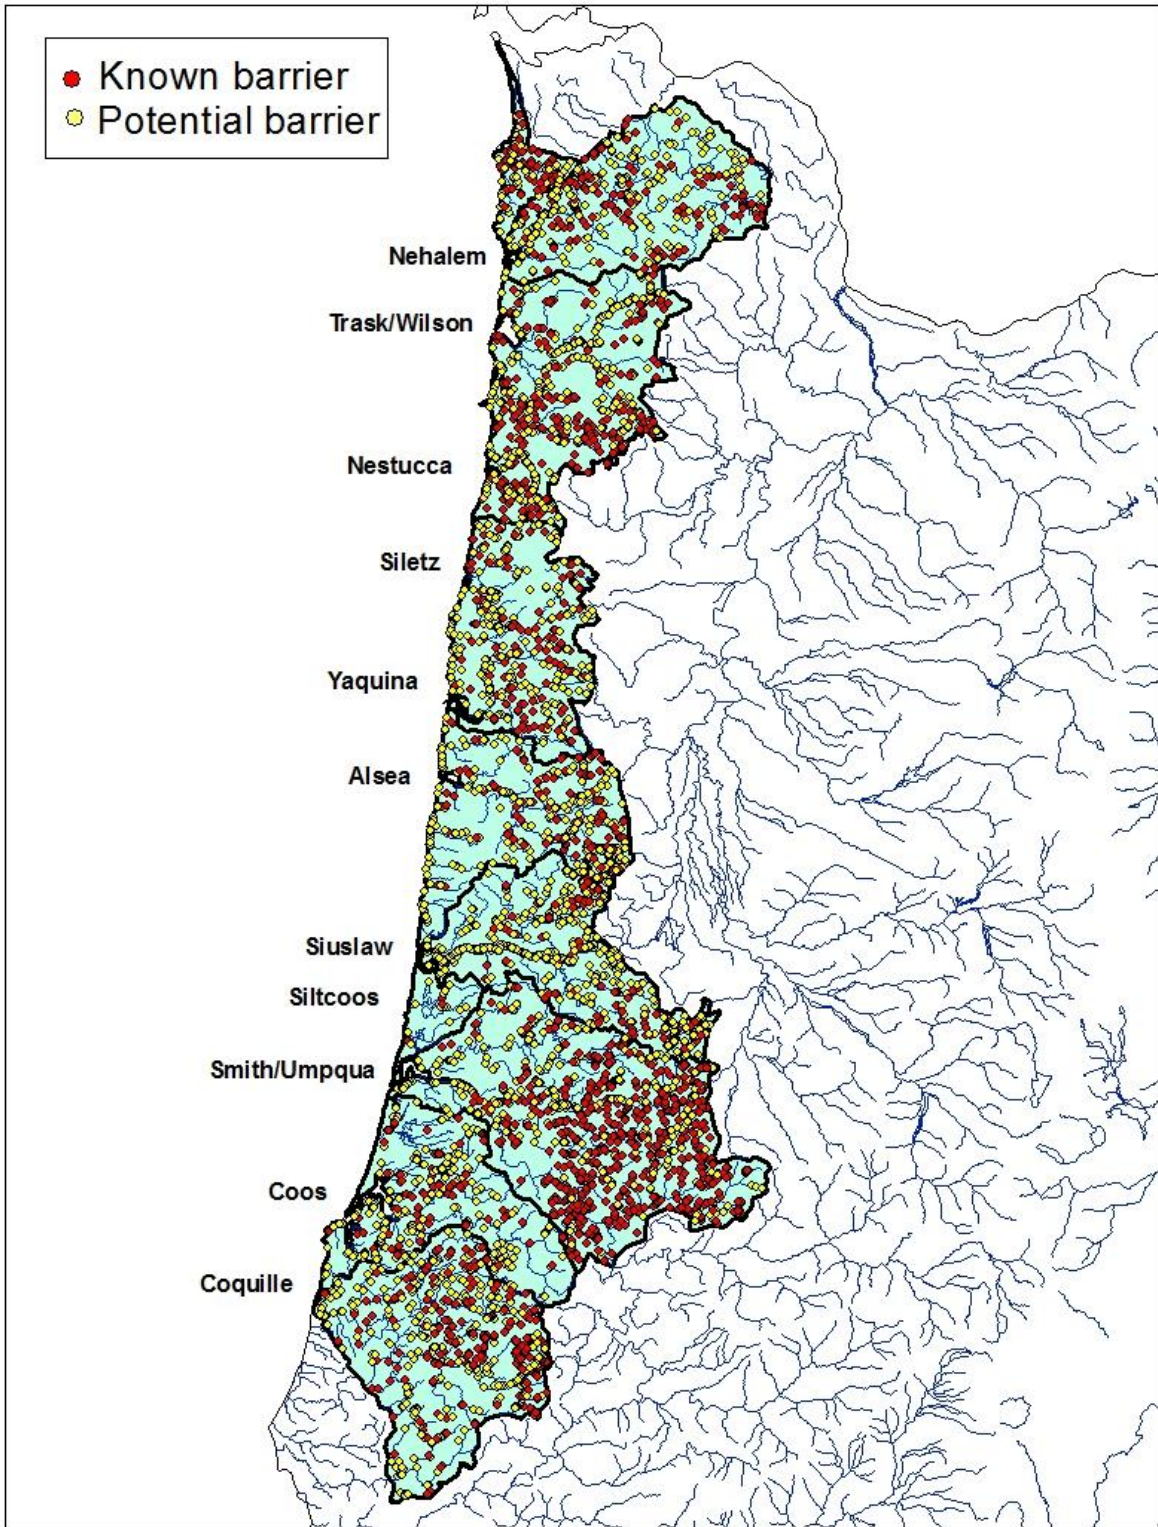 Known barrier
Potential barrier
Nehalem
Trask/Wilson
Nestucca
Siletz
Yaquina
Alsea
Siuslaw
Siltcoos
Smith/Umpqua
Coos
Coquille